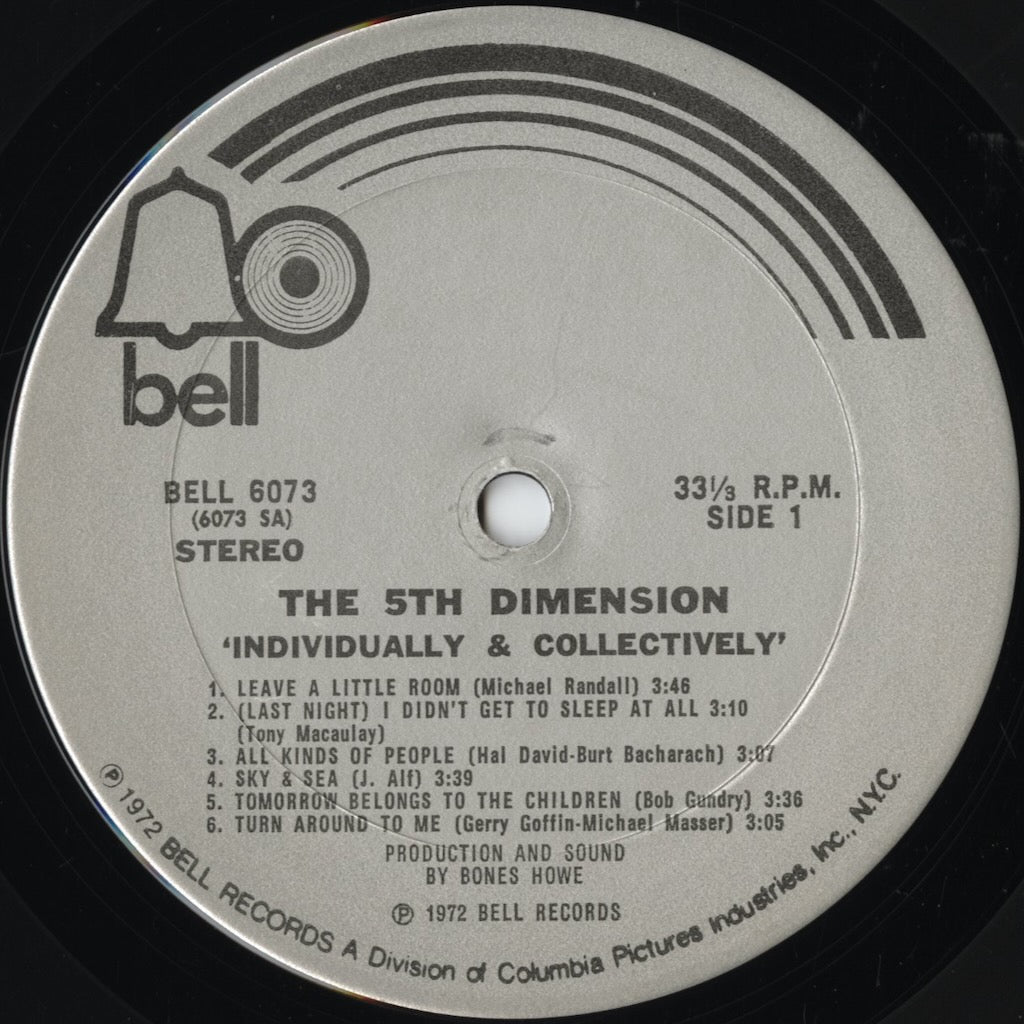 bell
BELL 6073
(6073 SA)
STEREO
33⅓ R.P.M.
SIDE 1
THE 5TH DIMENSION
'INDIVIDUALLY & COLLECTIVELY'
1. LEAVE A LITTLE ROOM (Michael Randall) 3:46
2. (LAST NIGHT) I DIDN'T GET TO SLEEP AT ALL 3:10
(Tony Macaulay)
3. ALL KINDS OF PEOPLE (Hal David-Burt Bacharach) 3:07
4. SKY & SEA (J. Alf) 3:39
5. TOMORROW BELONGS TO THE CHILDREN (Bob Gundry) 3:36
6. TURN AROUND TO ME (Gerry Goffin-Michael Masser) 3:05
PRODUCTION AND SOUND
BY BONES HOWE
℗ 1972 BELL RECORDS
℗ 1972 BELL RECORDS A Division of Columbia Pictures Industries, Inc., N.Y.C.